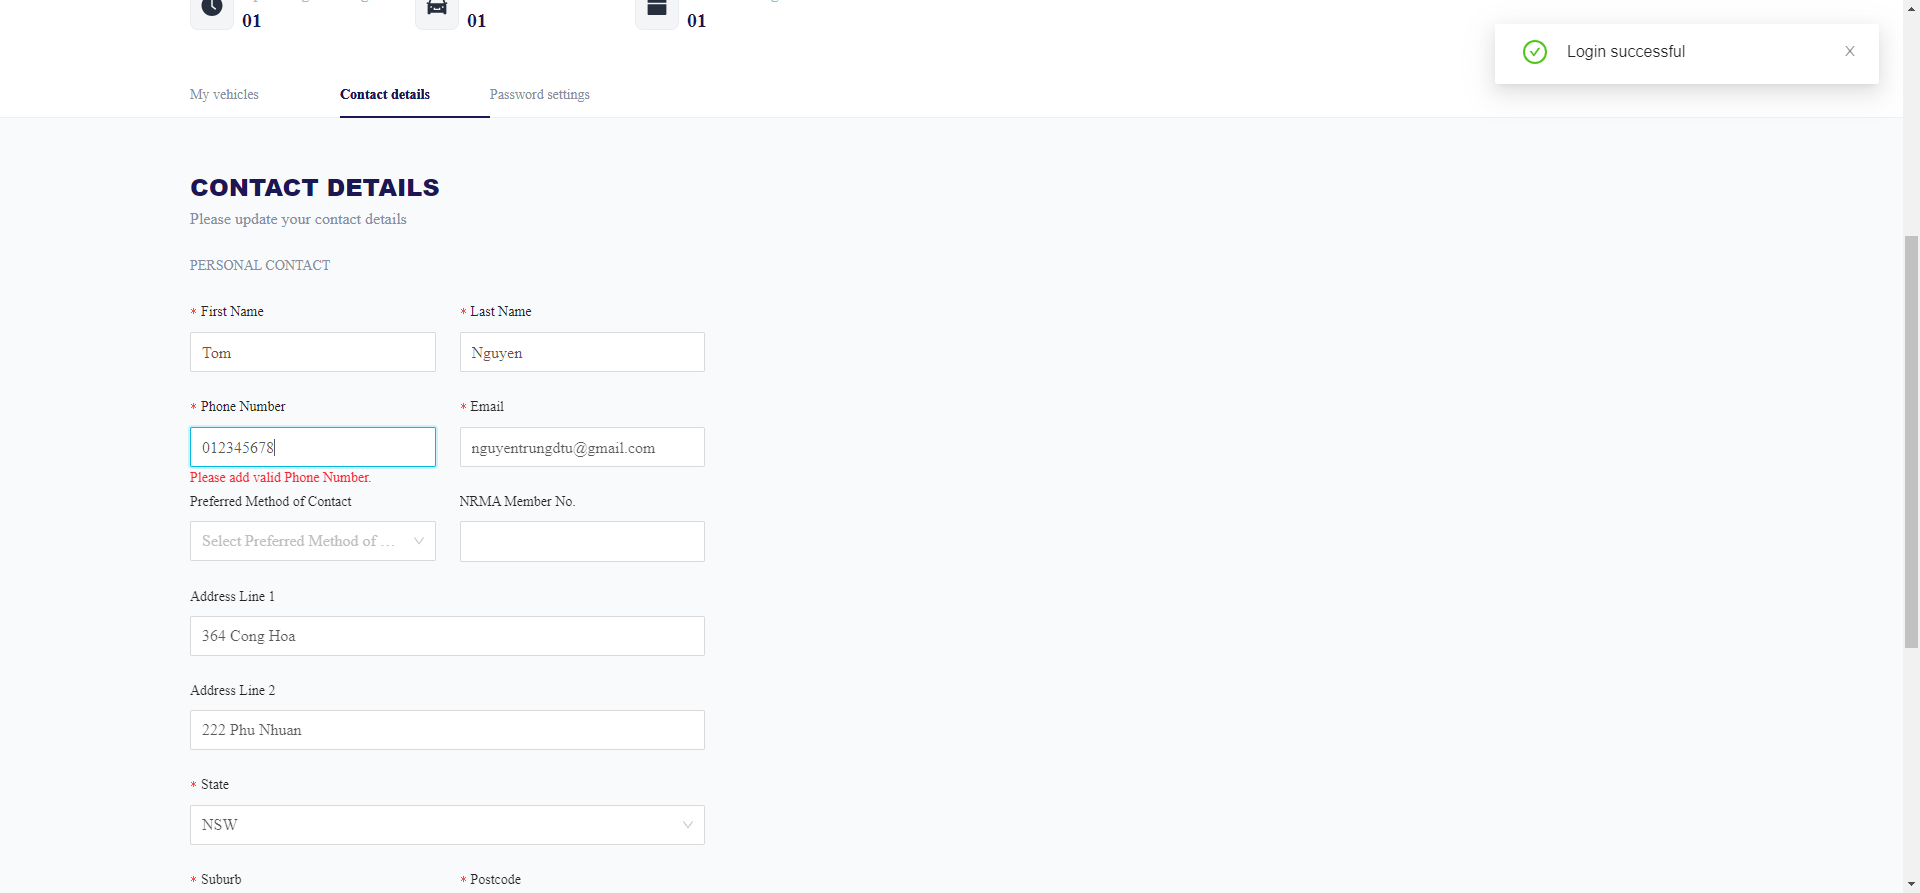 01 01 01
Login successful
My vehicles Contact details Password settings
CONTACT DETAILS
Please update your contact details
PERSONAL CONTACT
* First Name * Last Name
Tom Nguyen
* Phone Number * Email
012345678 nguyentrungdtu@gmail.com
Please add valid Phone Number.
Preferred Method of Contact NRMA Member No.
Select Preferred Method of ...
Address Line 1
364 Cong Hoa
Address Line 2
222 Phu Nhuan
* State
NSW
* Suburb * Postcode